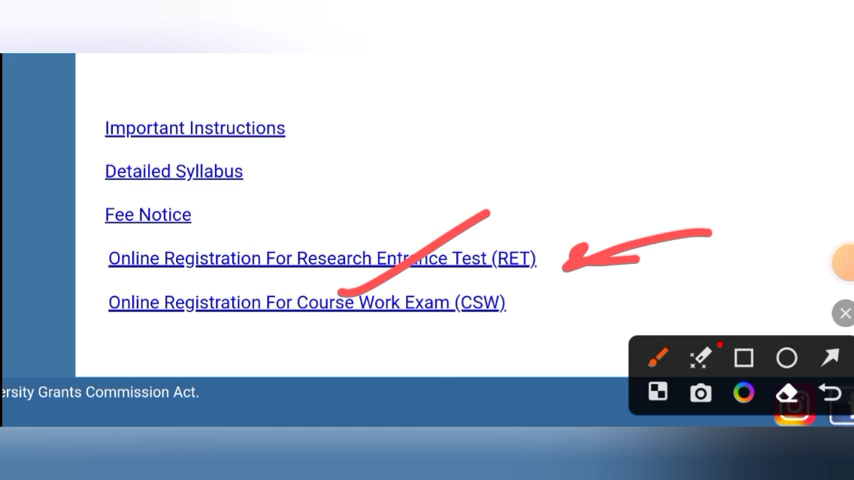 Important Instructions
Detailed Syllabus
Fee Notice
Online Registration For Research Entrance Test (RET)
Online Registration For Course Work Exam (CSW)
ersity Grants Commission Act.